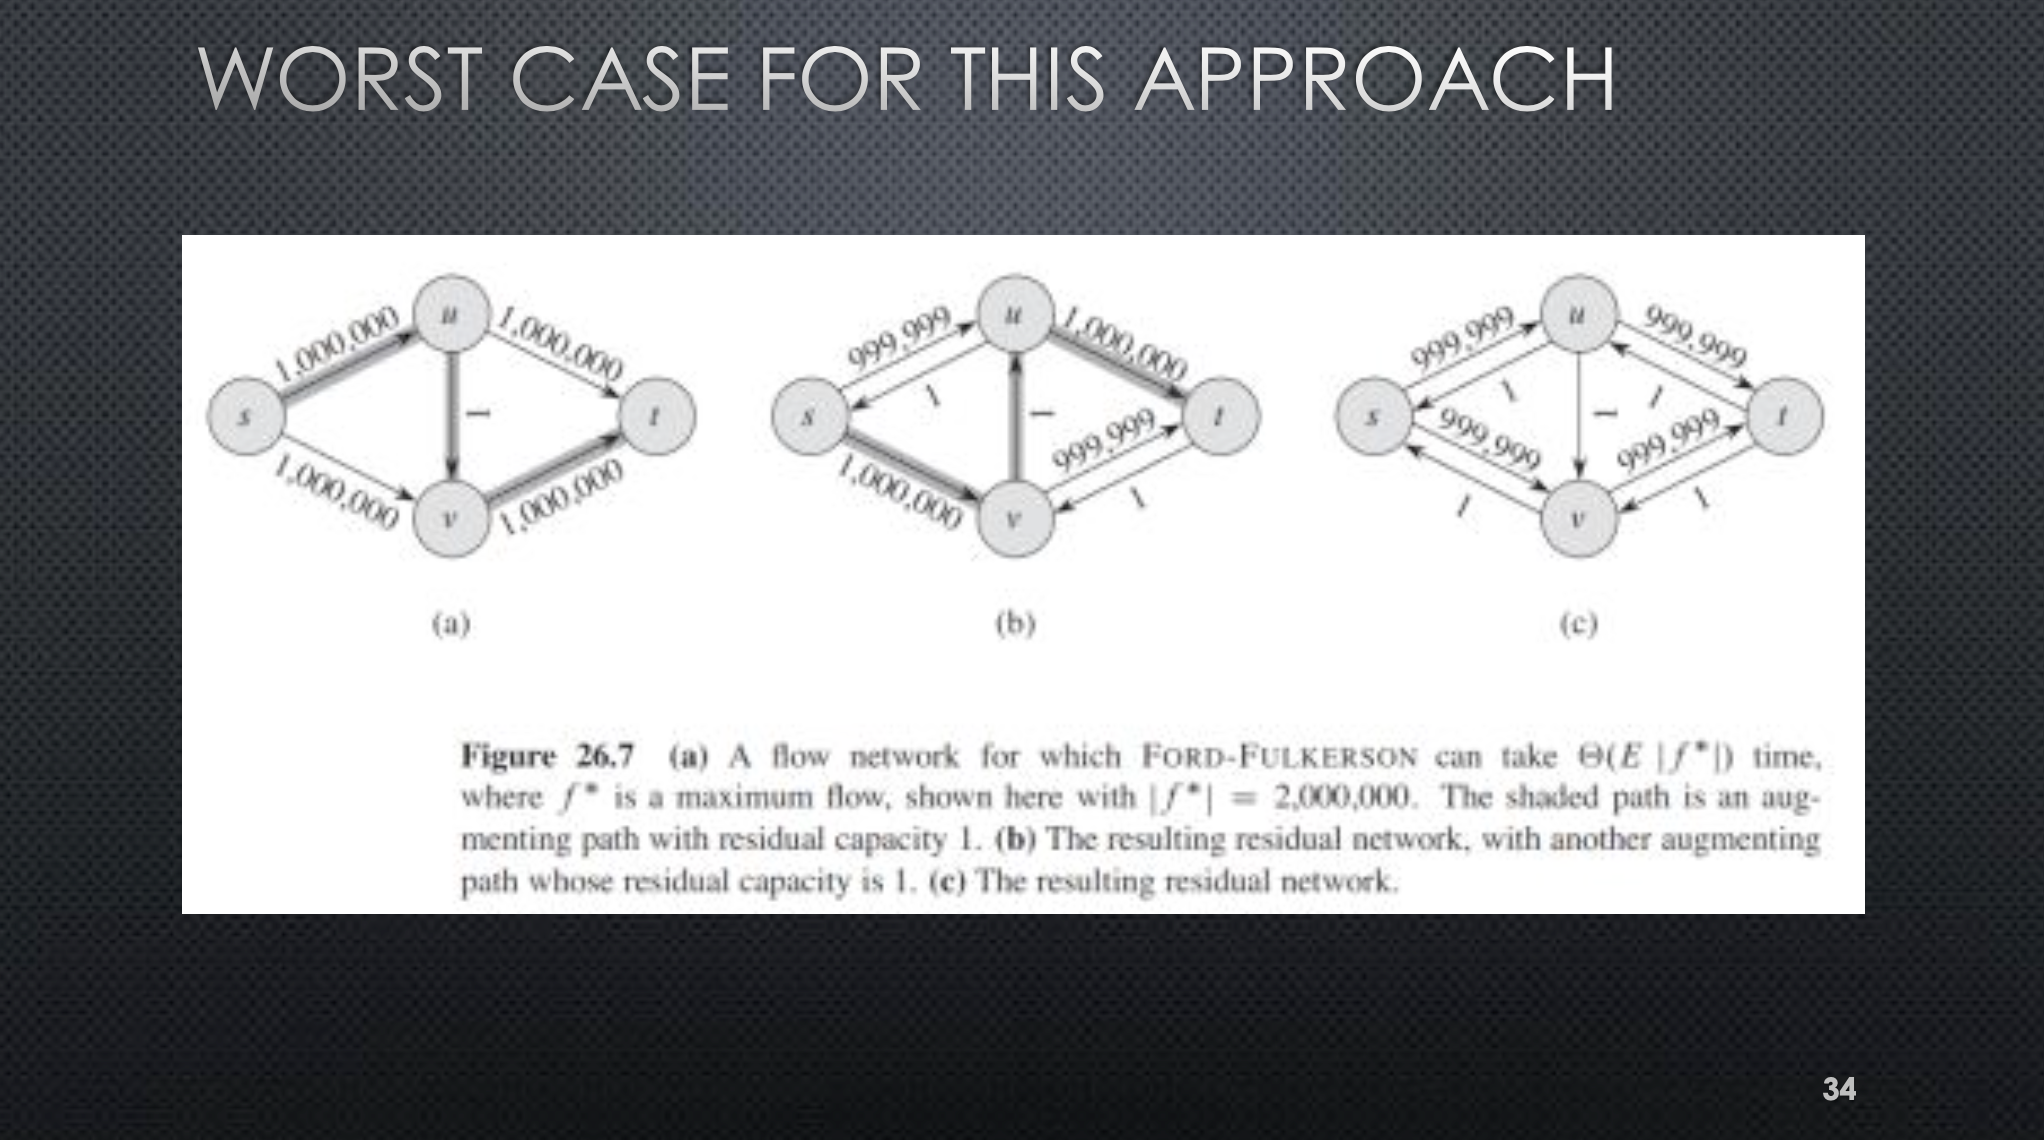 WORST CASE FOR THIS APPROACH
1,000,000
u
1,000,000
s
1
t
1,000,000
v
1,000,000
(a)
999,999
u
1,000,000
1
s
1
t
999,999
1,000,000
v
1
(b)
999,999
u
999,999
1
1
s
999,999
1
999,999
t
1
v
1
(c)
Figure 26.7 (a) A flow network for which FORD-FULKERSON can take Θ(E |f*|) time,
where f* is a maximum flow, shown here with |f*| = 2,000,000. The shaded path is an aug-
menting path with residual capacity 1. (b) The resulting residual network, with another augmenting
path whose residual capacity is 1. (c) The resulting residual network.
34